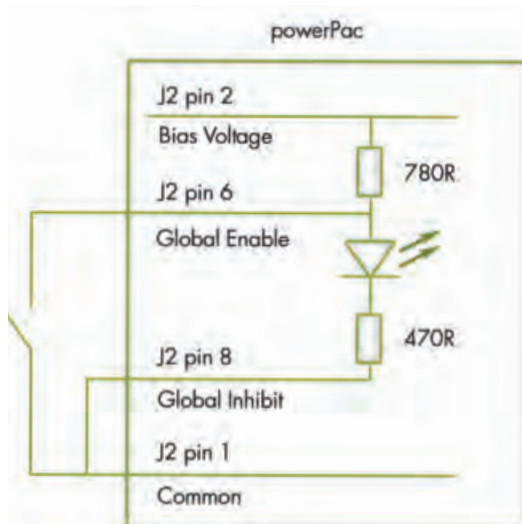 powerPac
J2 pin 2
Bias Voltage
780R
J2 pin 6
Global Enable
470R
J2 pin 8
Global Inhibit
J2 pin 1
Common